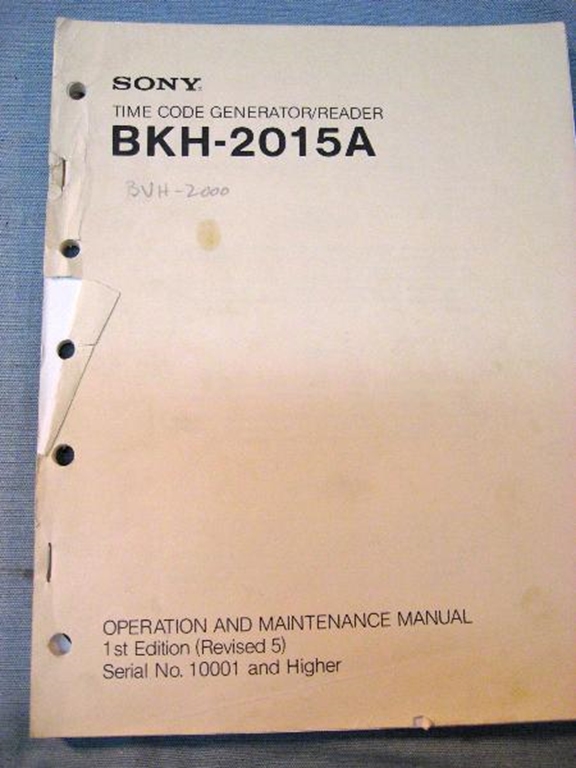 SONY
TIME CODE GENERATOR/READER
BKH-2015A
BVH-2000
OPERATION AND MAINTENANCE MANUAL
1st Edition (Revised 5)
Serial No. 10001 and Higher